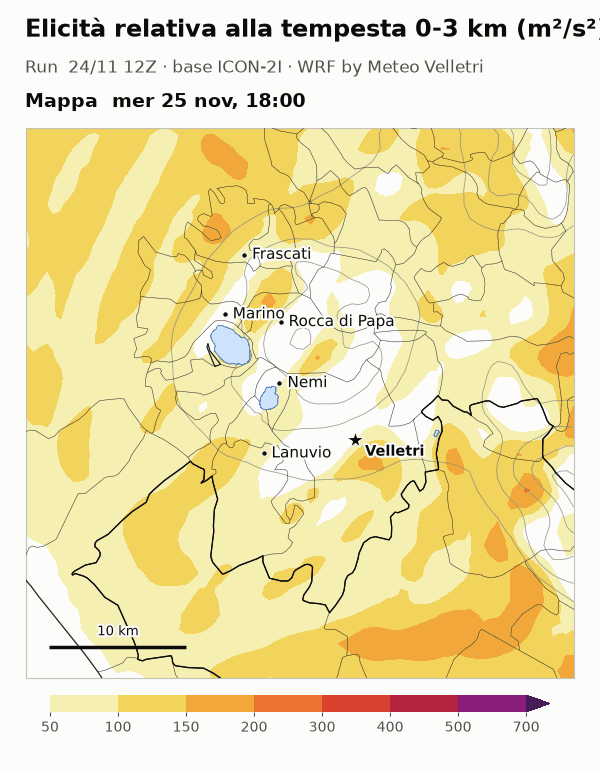 Elicità relativa alla tempesta 0-3 km (m²/s²)
Run  24/11 12Z · base ICON-2I · WRF by Meteo Velletri
Mappa  mer 25 nov, 18:00
Frascati
Marino
Rocca di Papa
Nemi
Lanuvio
Velletri
10 km
50 100 150 200 300 400 500 700